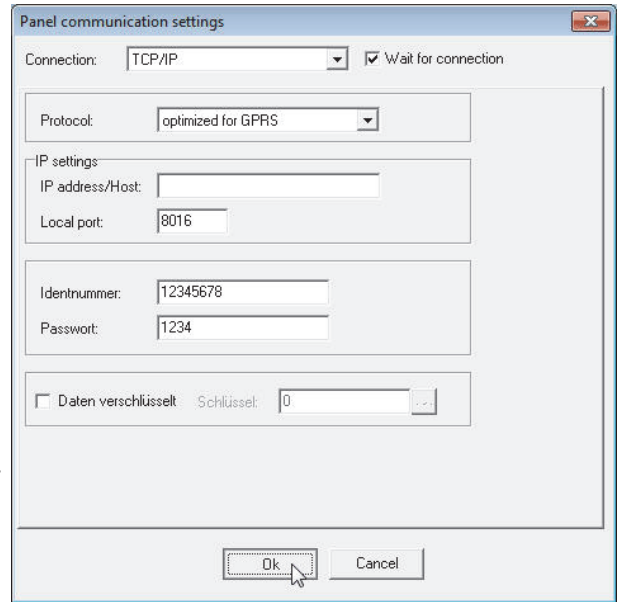 Panel communication settings
Connection: TCP/IP Wait for connection
Protocol: optimized for GPRS
IP settings
IP address/Host:
Local port: 8016
Identnummer: 12345678
Passwort: 1234
Daten verschlüsselt Schlüssel: 0 ...
Ok Cancel